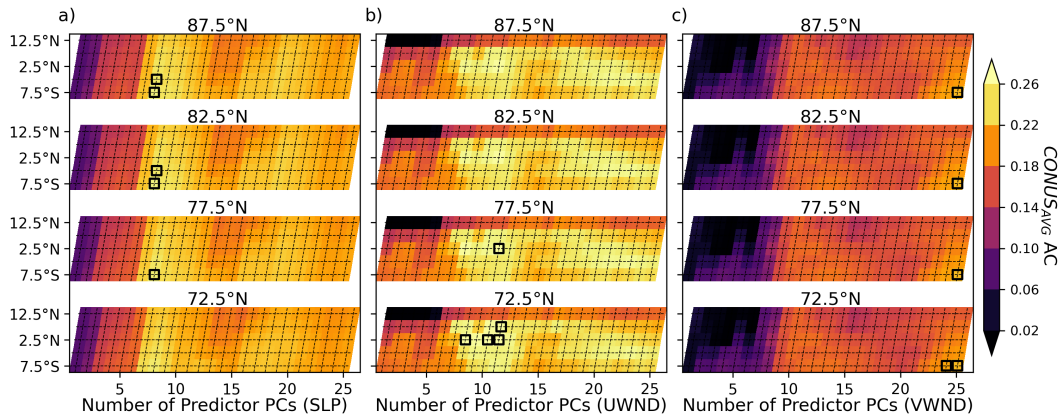 a)
87.5°N
12.5°N
2.5°N
7.5°S
82.5°N
12.5°N
2.5°N
7.5°S
77.5°N
12.5°N
2.5°N
7.5°S
72.5°N
12.5°N
2.5°N
7.5°S
5 10 15 20 25
Number of Predictor PCs (SLP)
b)
87.5°N
82.5°N
77.5°N
72.5°N
5 10 15 20 25
Number of Predictor PCs (UWND)
c)
87.5°N
82.5°N
77.5°N
72.5°N
5 10 15 20 25
Number of Predictor PCs (VWND)
0.26
0.22
0.18
0.14
0.10
0.06
0.02
CONUS_AVG AC